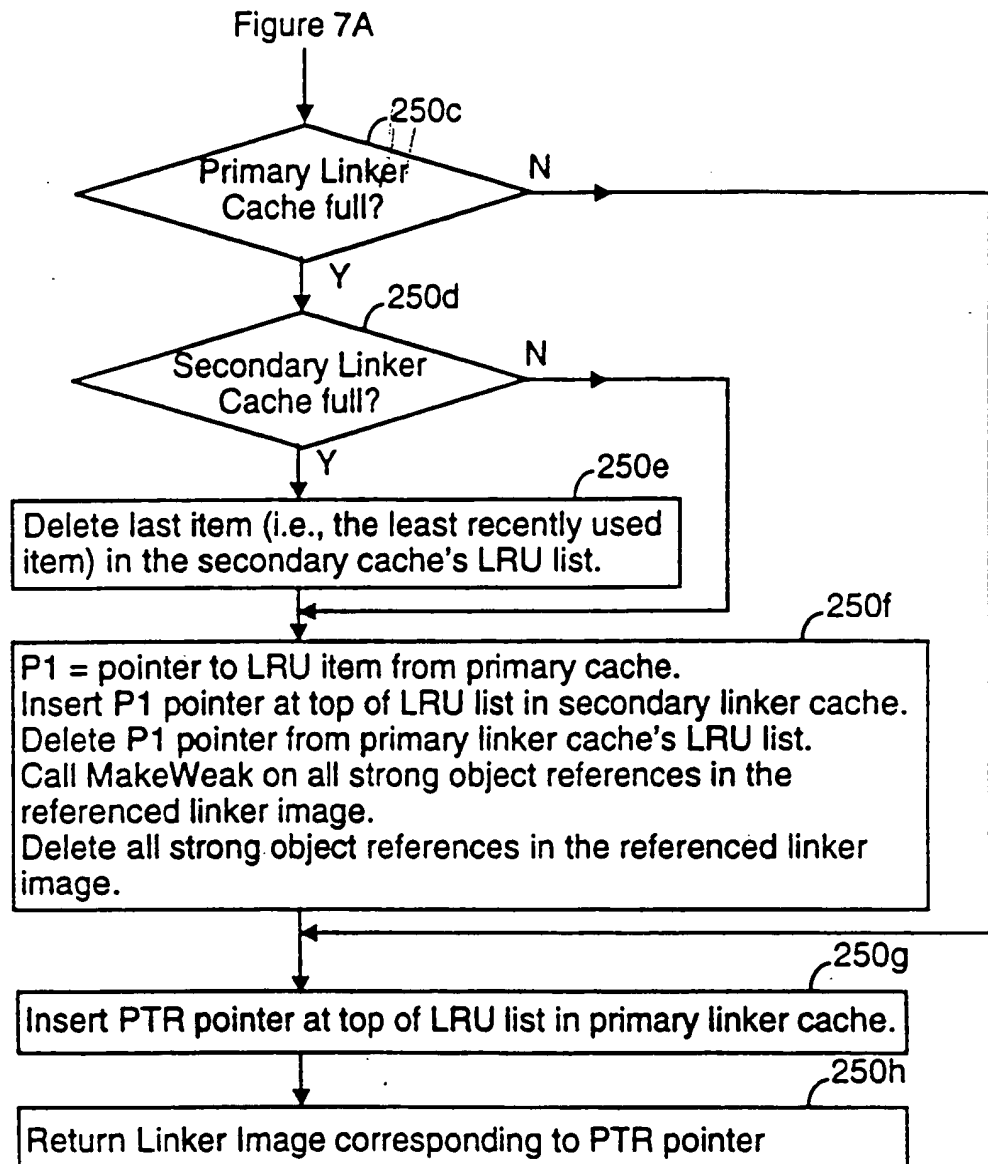 Figure 7A
250c
Primary Linker
Cache full?
N
Y
250d
Secondary Linker
Cache full?
N
Y
250e
Delete last item (i.e., the least recently used
item) in the secondary cache's LRU list.
250f
P1 = pointer to LRU item from primary cache.
Insert P1 pointer at top of LRU list in secondary linker cache.
Delete P1 pointer from primary linker cache's LRU list.
Call MakeWeak on all strong object references in the
referenced linker image.
Delete all strong object references in the referenced linker
image.
250g
Insert PTR pointer at top of LRU list in primary linker cache.
250h
Return Linker Image corresponding to PTR pointer